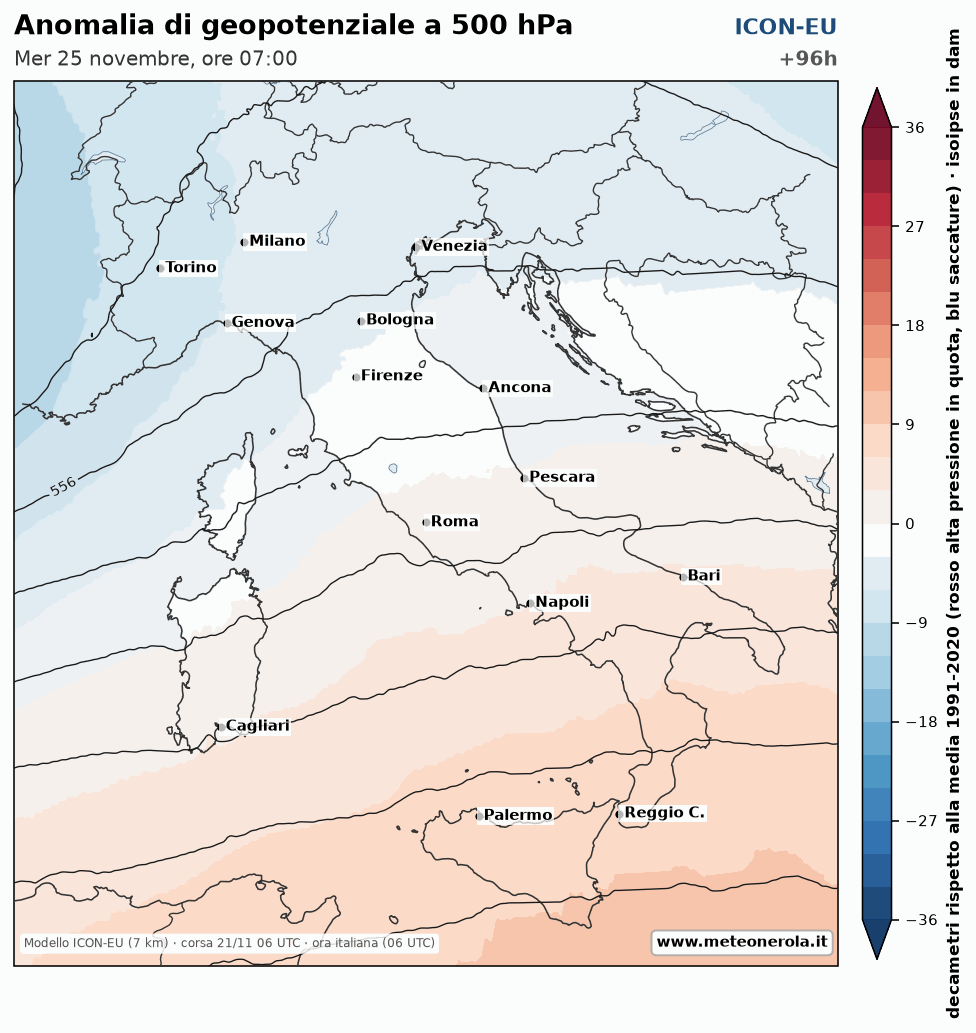 Anomalia di geopotenziale a 500 hPa
ICON-EU
Mer 25 novembre, ore 07:00
+96h
Milano
Venezia
Torino
Genova
Bologna
Firenze
Ancona
556
Pescara
Roma
Bari
Napoli
Cagliari
Palermo
Reggio C.
Modello ICON-EU (7 km) · corsa 21/11 06 UTC · ora italiana (06 UTC)
www.meteonerola.it
36
27
18
9
0
−9
−18
−27
−36
decametri rispetto alla media 1991-2020 (rosso alta pressione in quota, blu saccature) · isoipse in dam